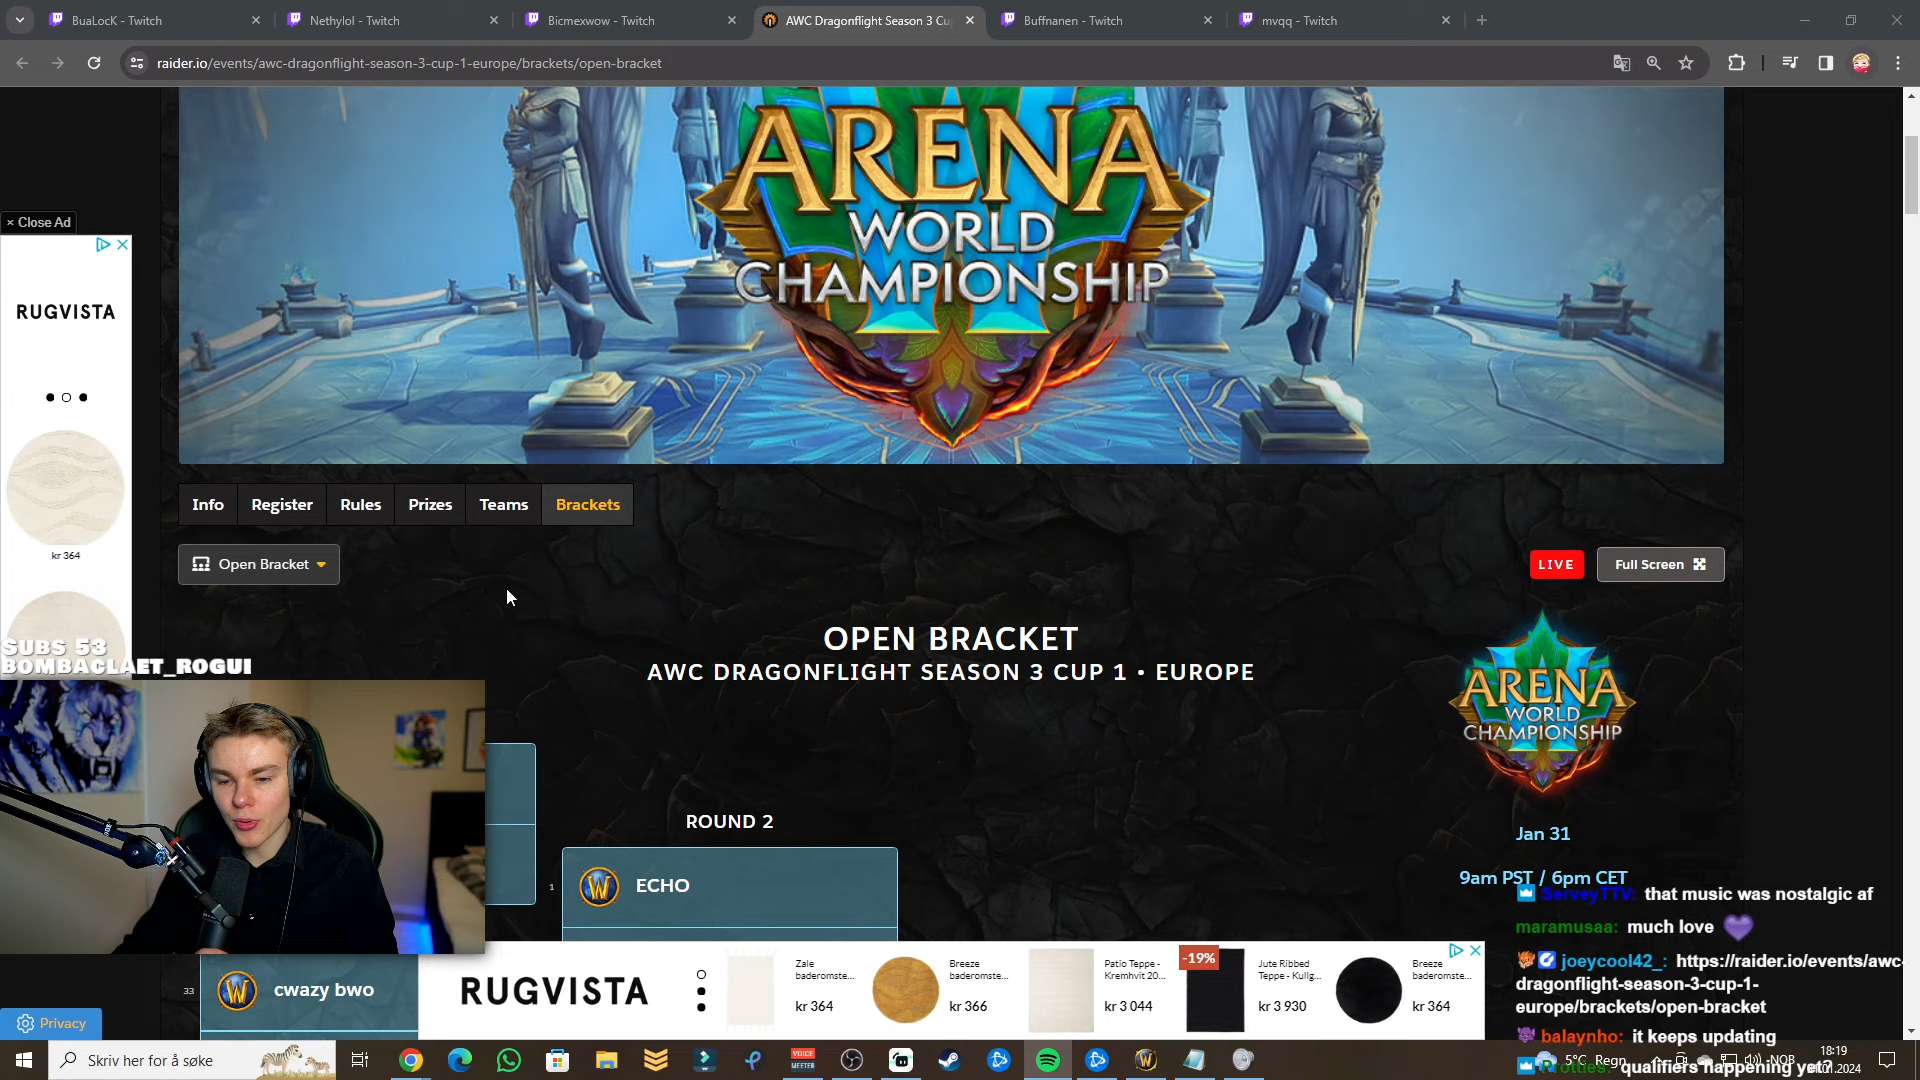 BuaLocK - Twitch
Nethylol - Twitch
Bicmexwow - Twitch
AWC Dragonflight Season 3 Cu
Buffnanen - Twitch
mvqq - Twitch
raider.io/events/awc-dragonflight-season-3-cup-1-europe/brackets/open-bracket
ARENA
WORLD
CHAMPIONSHIP
× Close Ad
RUGVISTA
kr 364
Info
Register
Rules
Prizes
Teams
Brackets
Open Bracket
LIVE
Full Screen
OPEN BRACKET
AWC DRAGONFLIGHT SEASON 3 CUP 1 • EUROPE
ARENA
WORLD
CHAMPIONSHIP
SUBS 53
BOMBACLAET_ROGUI
ROUND 2
1
ECHO
Jan 31
9am PST / 6pm CET
ServeyTTV: that music was nostalgic af
maramusaa: much love
joeycool42_: https://raider.io/events/awc-
dragonflight-season-3-cup-1-
europe/brackets/open-bracket
balaynho: it keeps updating
qualifiers happening yet?
33
cwazy bwo
RUGVISTA
Zale
baderomste...
kr 364
Breeze
baderomste...
kr 366
Patio Teppe -
Kremhvit 20...
kr 3 044
-19%
Jute Ribbed
Teppe - Kullg...
kr 3 930
Breeze
baderomste...
kr 364
Privacy
Skriv her for å søke
VOICE
MEETER
5°C Regn
NOB
18:19